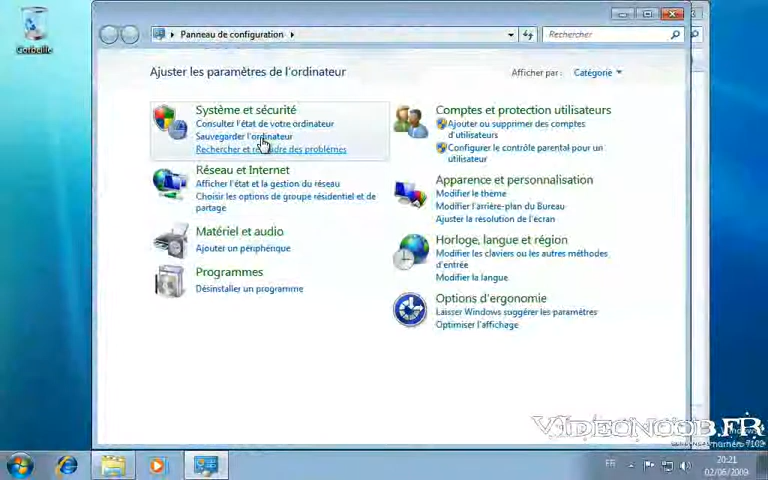 Corbeille
Panneau de configuration
Rechercher
Ajuster les paramètres de l'ordinateur
Afficher par :
Catégorie
Système et sécurité
Consulter l'état de votre ordinateur
Sauvegarder l'ordinateur
Rechercher et résoudre des problèmes
Réseau et Internet
Afficher l'état et la gestion du réseau
Choisir les options de groupe résidentiel et de
partage
Matériel et audio
Ajouter un périphérique
Programmes
Désinstaller un programme
Comptes et protection utilisateurs
Ajouter ou supprimer des comptes
d'utilisateurs
Configurer le contrôle parental pour un
utilisateur
Apparence et personnalisation
Modifier le thème
Modifier l'arrière-plan du Bureau
Ajuster la résolution de l'écran
Horloge, langue et région
Modifier les claviers ou les autres méthodes
d'entrée
Modifier la langue
Options d'ergonomie
Laisser Windows suggérer les paramètres
Optimiser l'affichage
VIDEONOOB.FR
numéro 7102
FR
20:21
02/06/2009